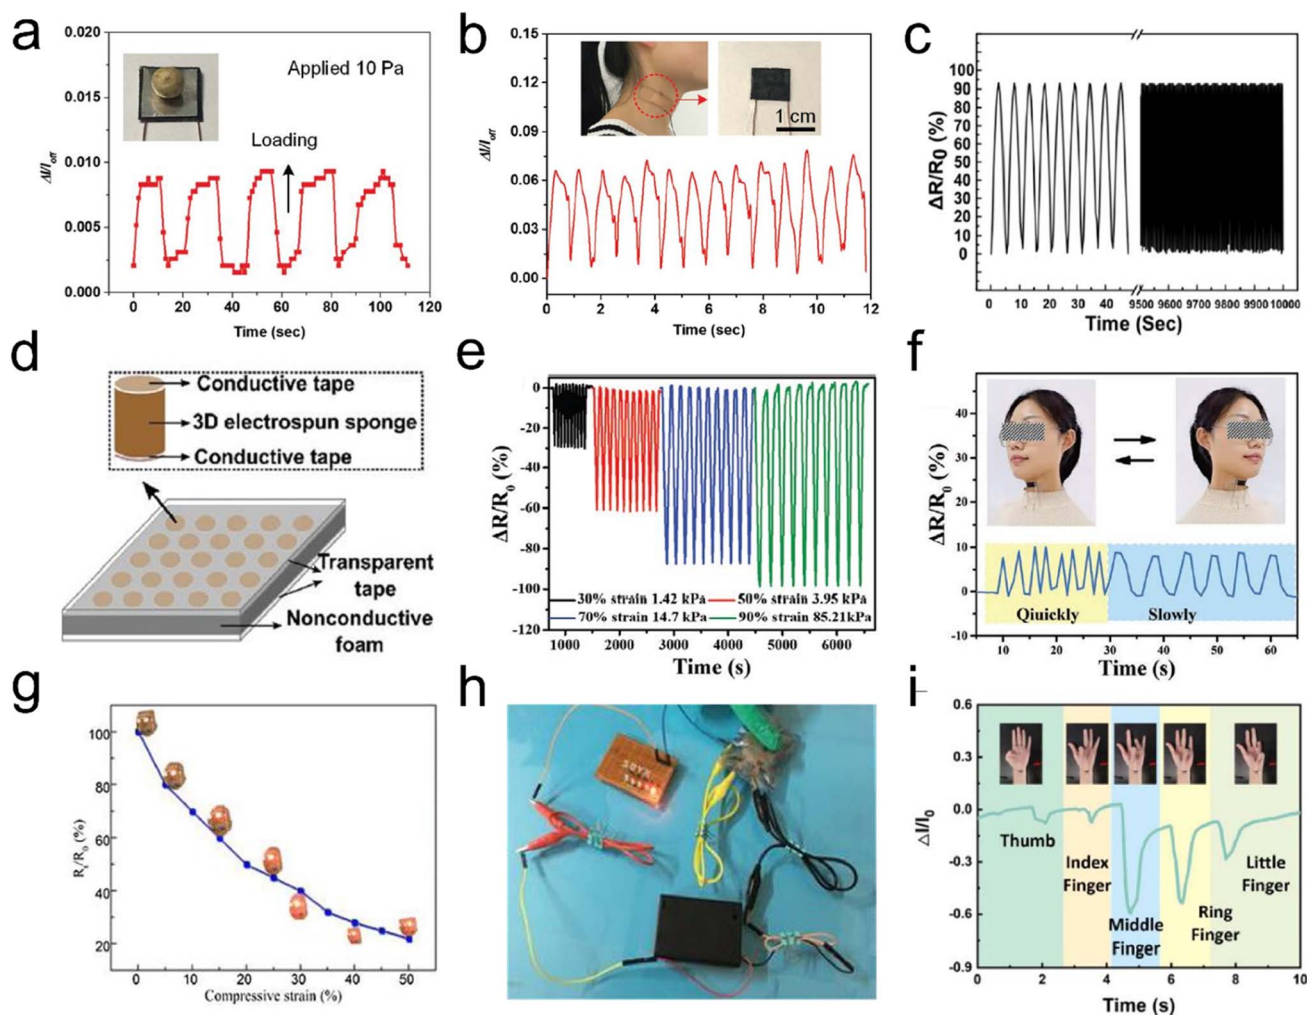 a
0.020
0.015
0.010
0.005
0.000
ΔI/Ioff
Applied 10 Pa
Loading
0 20 40 60 80 100 120
Time (sec)
b
0.15
0.12
0.09
0.06
0.03
0.00
ΔI/Ioff
1 cm
0 2 4 6 8 10 12
Time (sec)
c
100
90
80
70
60
50
40
30
20
10
0
ΔR/R0 (%)
0 10 20 30 40 9500 9600 9700 9800 9900 10000
Time (Sec)
d
Conductive tape
3D electrospun sponge
Conductive tape
Transparent
tape
Nonconductive
foam
e
0
-20
-40
-60
-80
-100
-120
ΔR/R0 (%)
30% strain 1.42 kPa 50% strain 3.95 kPa
70% strain 14.7 kPa 90% strain 85.21kPa
1000 2000 3000 4000 5000 6000
Time (s)
f
50
40
30
20
10
0
-10
ΔR/R0 (%)
Qiuickly Slowly
10 20 30 40 50 60
Time (s)
g
100
80
60
40
20
0 10 20 30 40 50
Compressive strain (%)
h
i
0.6
0.3
0.0
-0.3
-0.6
-0.9
ΔI/I0
Thumb
Index
Finger
Middle
Finger
Ring
Finger
Little
Finger
0 2 4 6 8 10
Time (s)